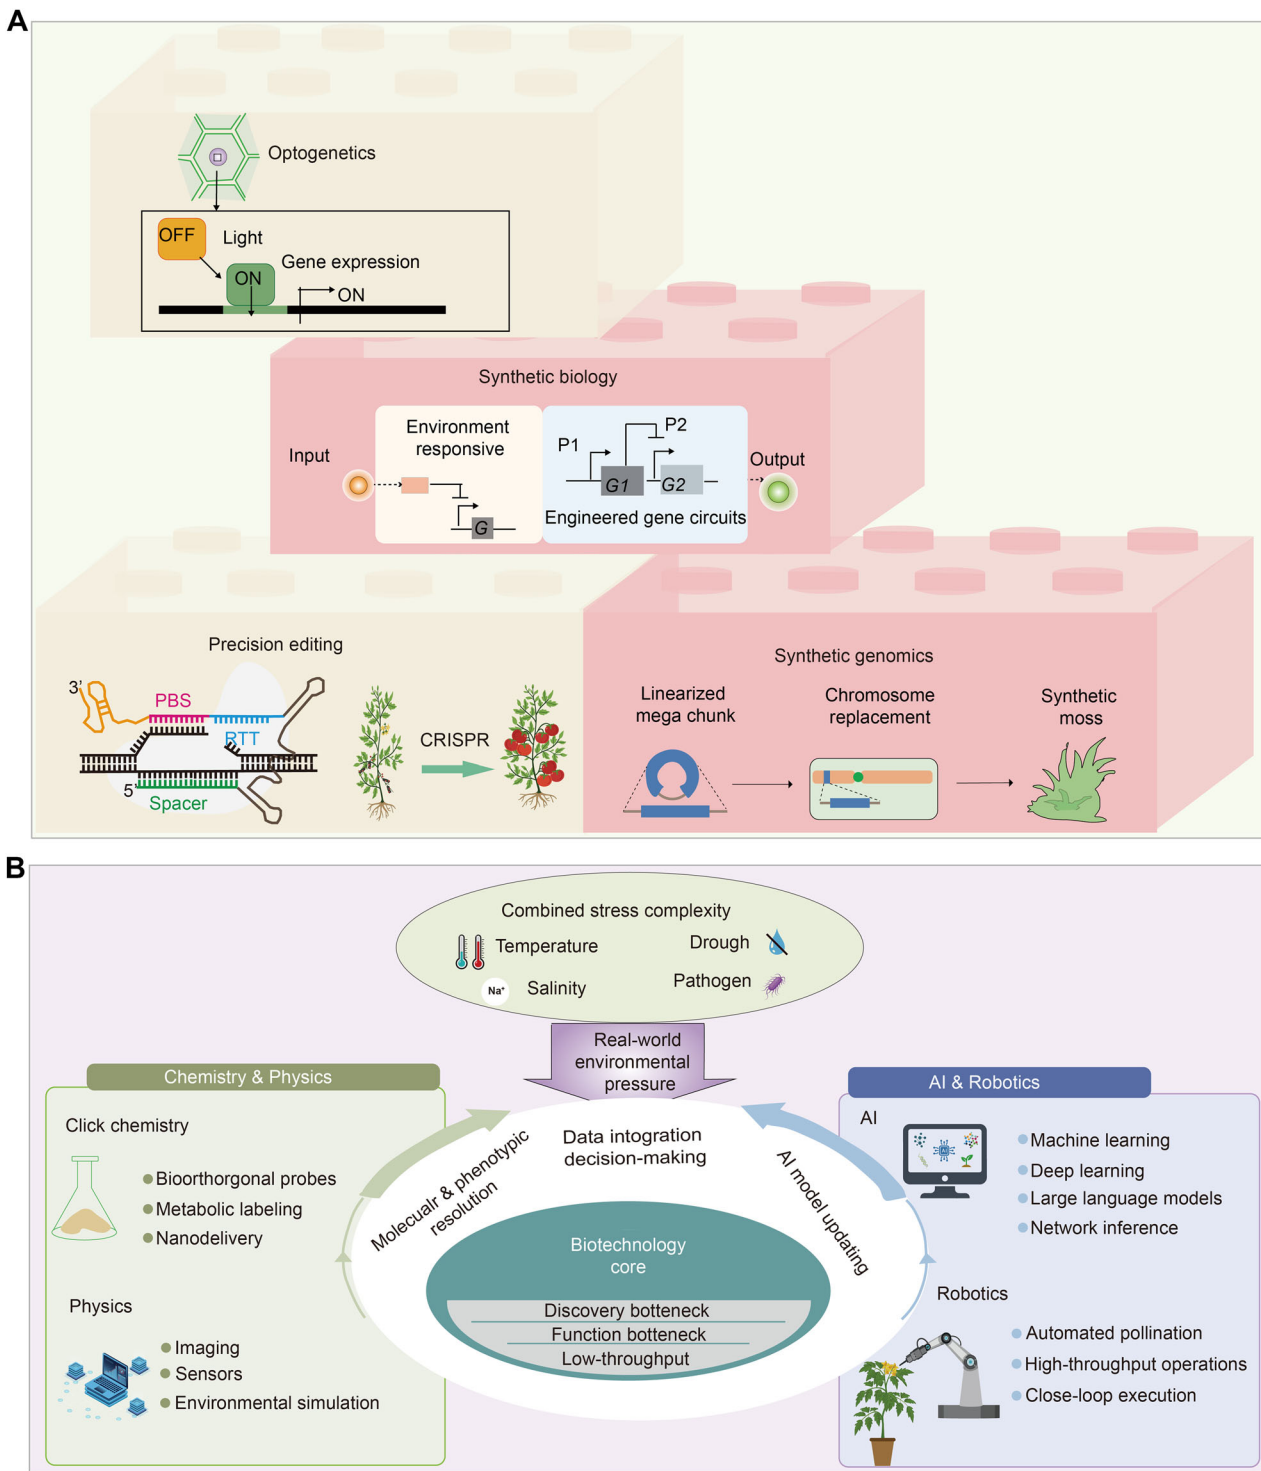 A
Optogenetics
OFF
Light
ON
Gene expression
ON
Synthetic biology
Input
Environment
responsive
G
P1
P2
G1
G2
Engineered gene circuits
Output
Precision editing
3’
PBS
RTT
5’
Spacer
CRISPR
Synthetic genomics
Linearized
mega chunk
Chromosome
replacement
Synthetic
moss
B
Combined stress complexity
Temperature
Drough
Na+
Salinity
Pathogen
Real-world
environmental
pressure
Chemistry & Physics
Click chemistry
Bioorthorgonal probes
Metabolic labeling
Nanodelivery
Physics
Imaging
Sensors
Environmental simulation
Molecualr & phenotypic
resolution
Data intogration
decision-making
AI model updating
Biotechnology
core
Discovery botteneck
Function botteneck
Low-throughput
AI & Robotics
AI
AI
Machine learning
Deep learning
Large language models
Network inference
Robotics
Automated pollination
High-throughput operations
Close-loop execution